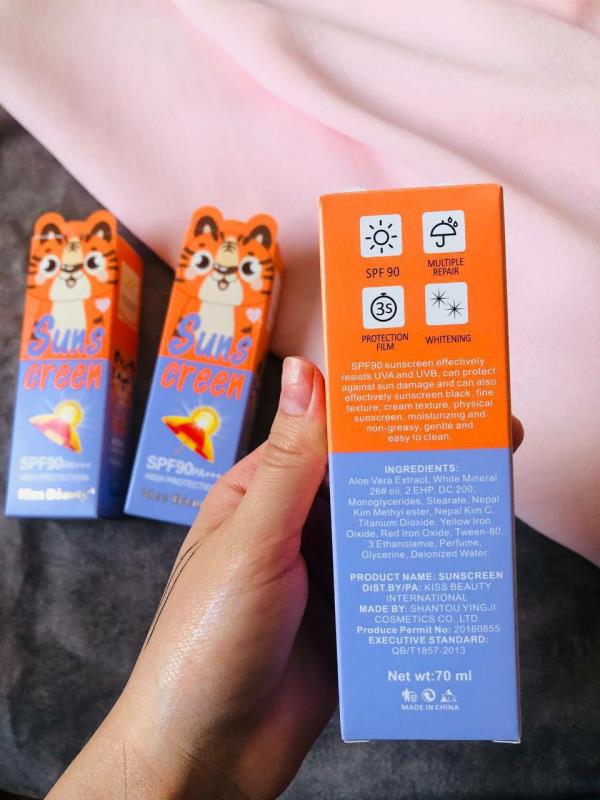 Suns
creen
SPF90PA+++
HIGH PROTECTION
Kiss Beauty
Suns
creen
SPF90PA+++
HIGH PROTECTION
Kiss Beauty
SPF 90
MULTIPLE
REPAIR
3s
PROTECTION
FILM
WHITENING
SPF90 sunscreen effectively
resists UVA and UVB, can protect
against sun damage and can also
effectively sunscreen black, fine
texture, cream texture, physical
sunscreen, moisturizing and
non-greasy, gentle and
easy to clean.
INGREDIENTS:
Aloe Vera Extract, White Mineral
26# oil, 2 EHP, DC 200,
Monoglycerides, Stearate, Nepal
Kim Methyl ester, Nepal Kim C,
Titanium Dioxide, Yellow Iron
Oixide, Red Iron Oxide, Tween-80,
3 Ethanolamie, Perfume,
Glycerine, Deionized Water.
PRODUCT NAME: SUNSCREEN
DIST.BY/PA: KISS BEAUTY
INTERNATIONAL
MADE BY: SHANTOU YINGJI
COSMETICS CO.,LTD.
Produce Permit No: 20160855
EXECUTIVE STANDARD:
QB/T1857-2013
Net wt:70 ml
MADE IN CHINA